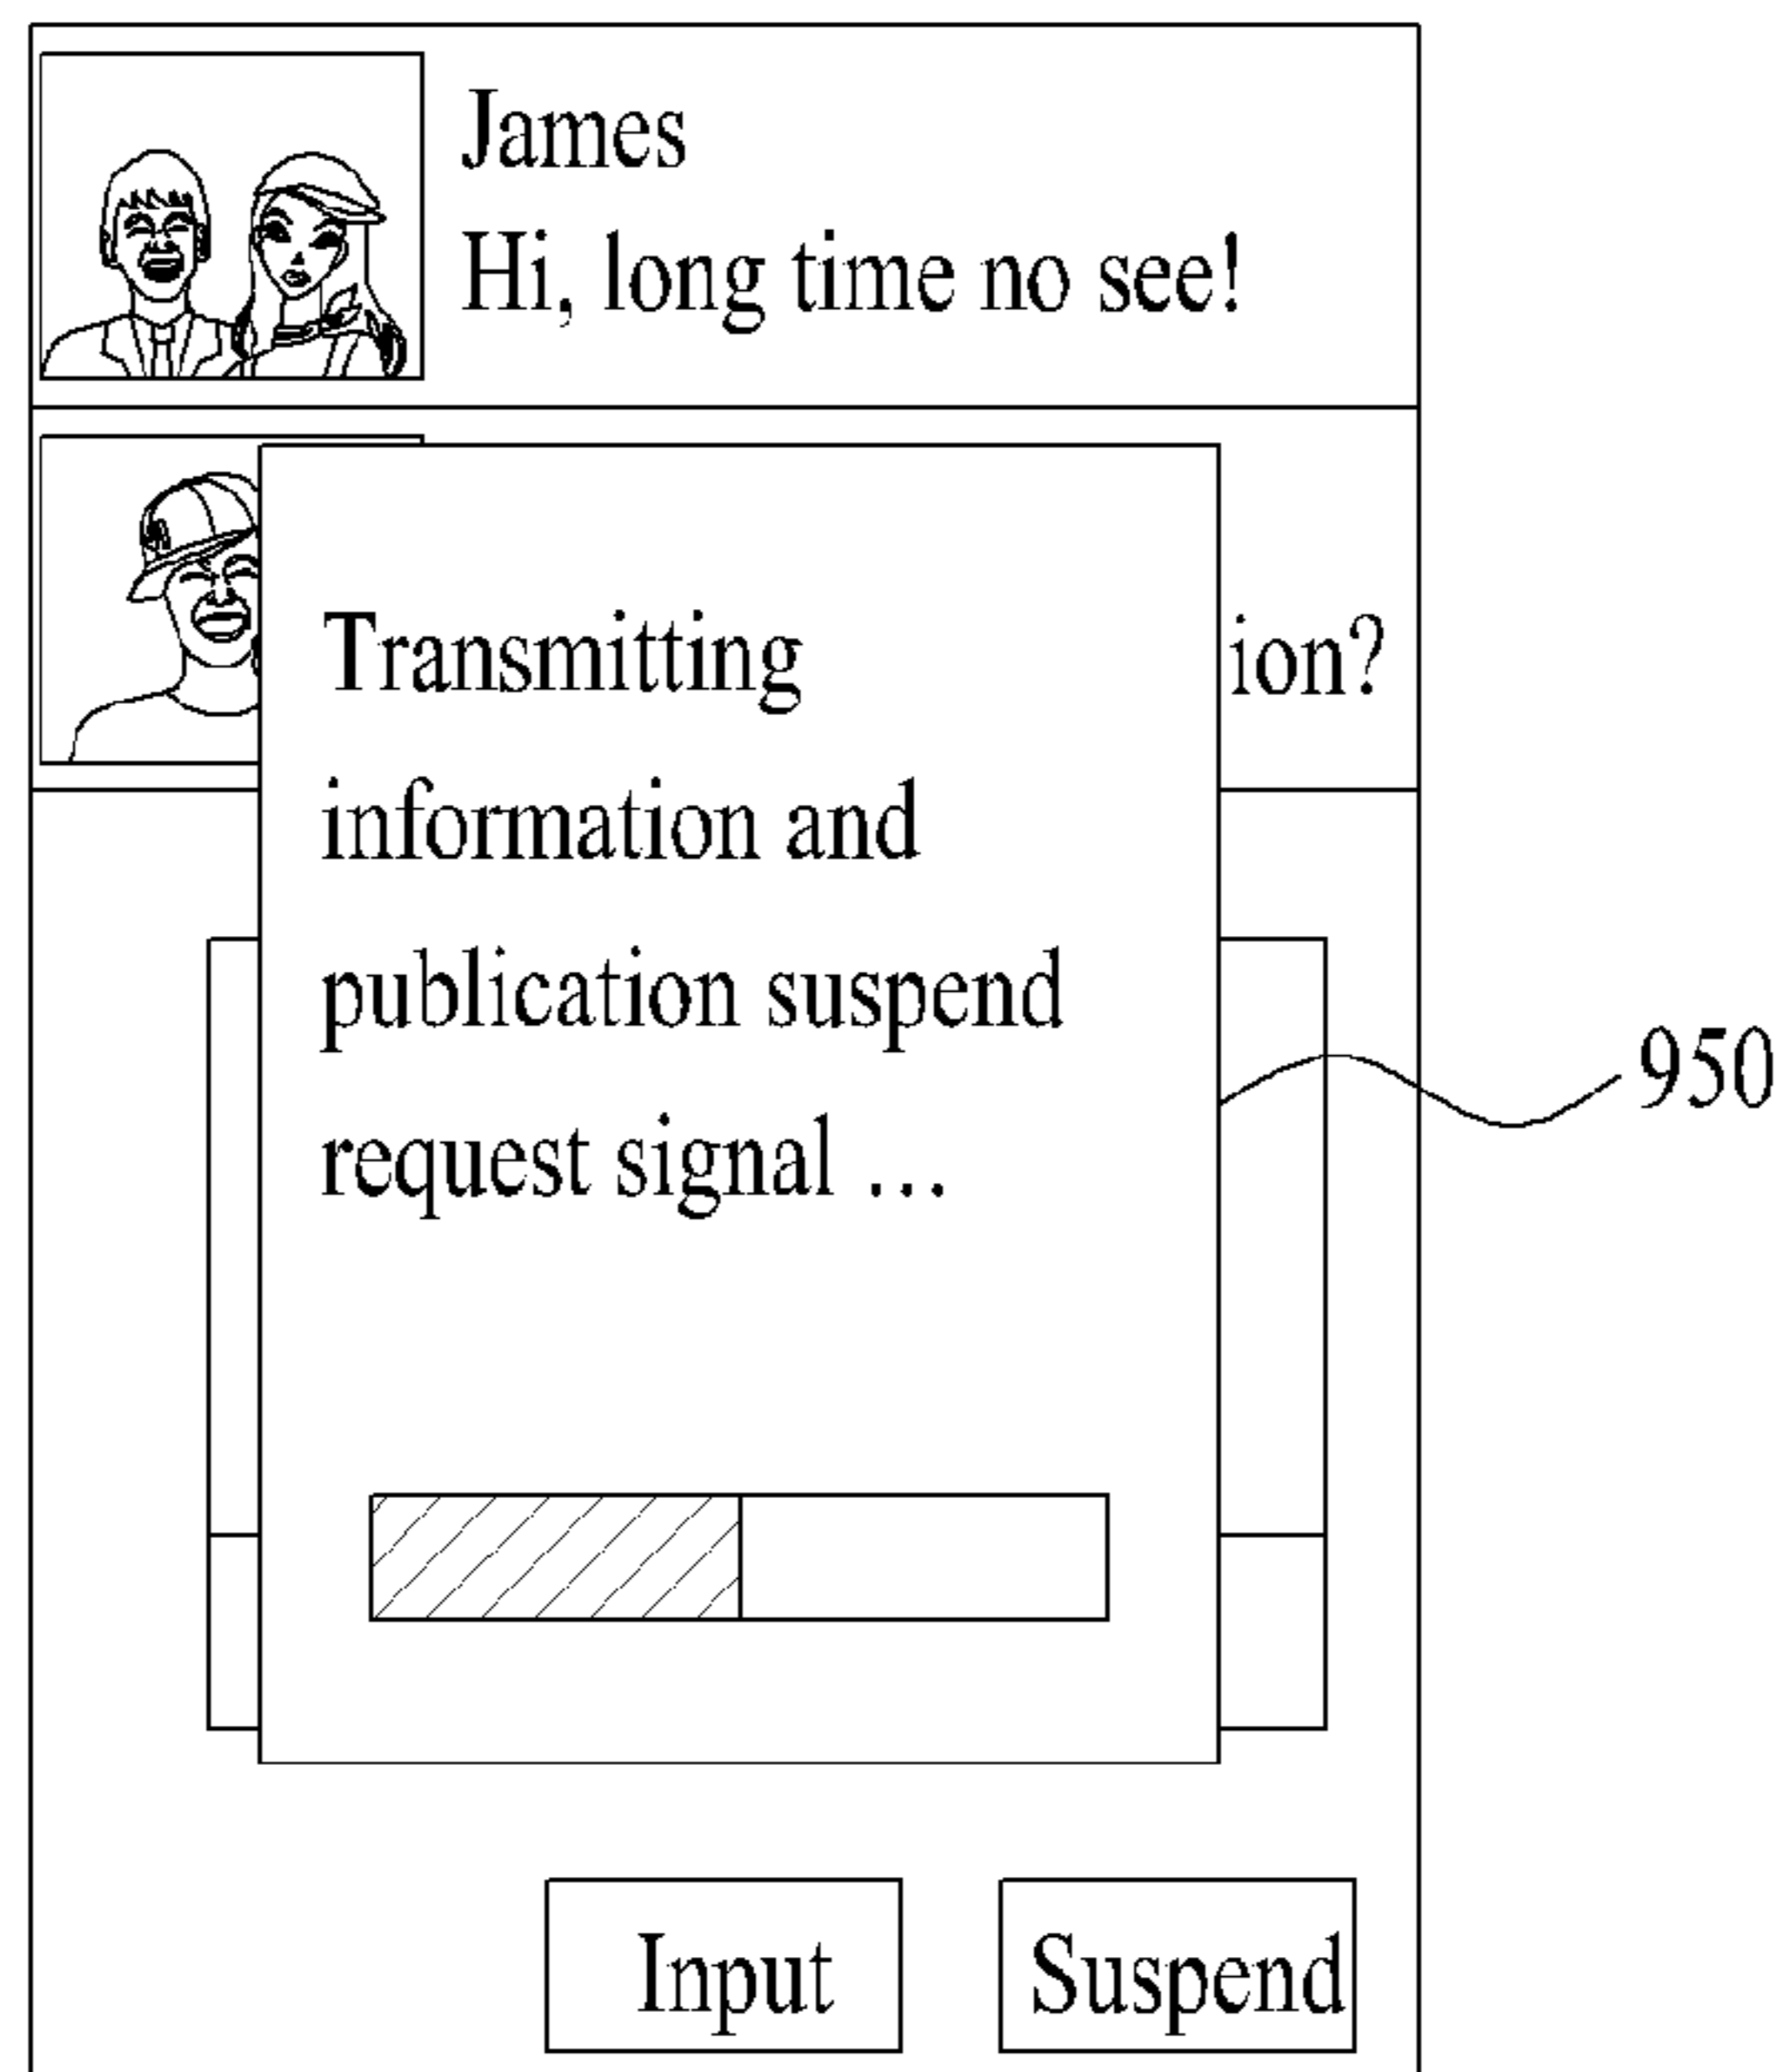 James
Hi, long time no see!
Transmitting
ion?
information and
publication suspend
950
request signal ...
Input
Suspend